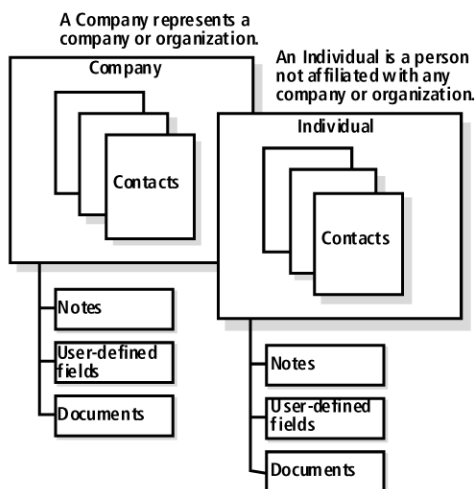 A Company represents a
company or organization.
Company
Contacts
Notes
User-defined
fields
Documents
An Individual is a person
not affiliated with any
company or organization.
Individual
Contacts
Notes
User-defined
fields
Documents